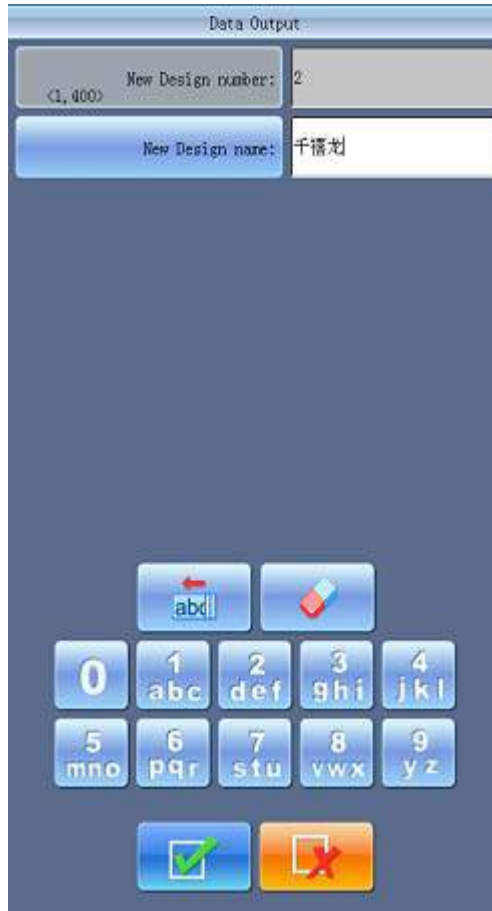 Data Output
New Design number: 2
<1,400>
New Design name: 千禧龙
abc
0
1 2 3 4
abc def ghi jkl
5 6 7 8 9
mno pqr stu vwx yz